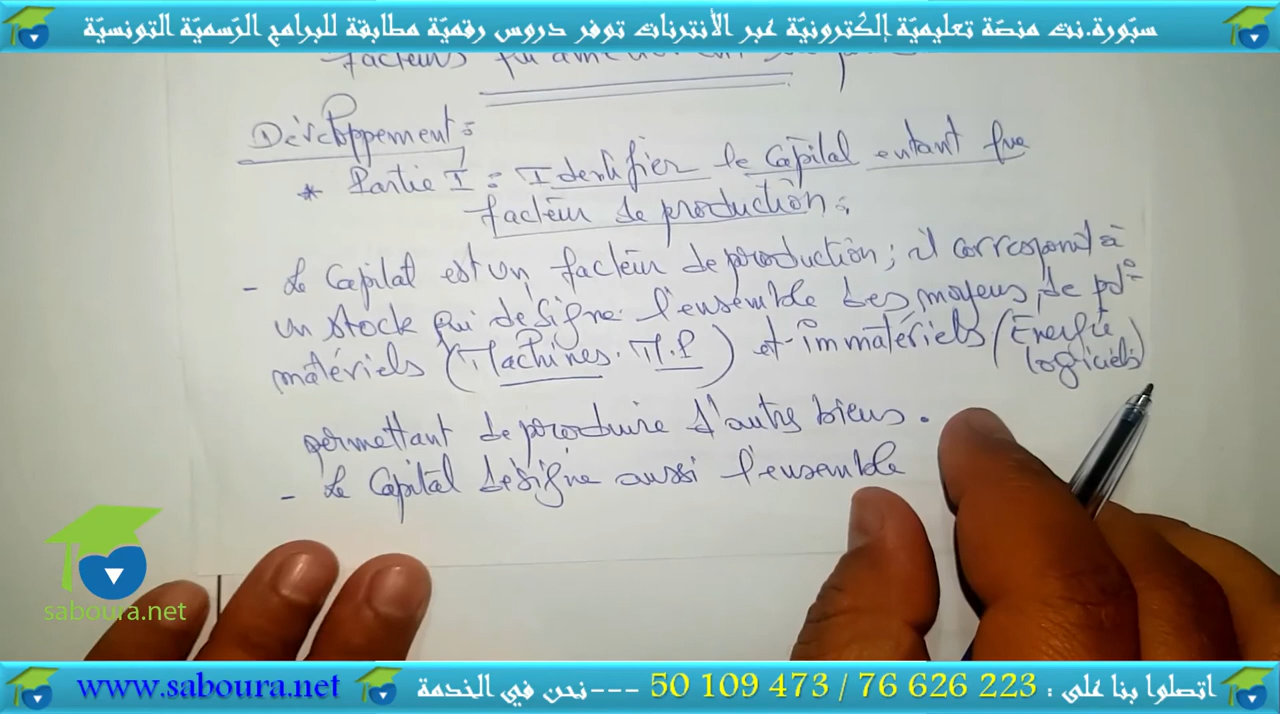 سبّورة.نت منصّة تعليميّة إلكترونيّة عبر الأنترنات توفر دروس رقميّة مطابقة للبرامج الرّسميّة التونسيّة
facteurs
Développement :
* Partie I : Identifier le capital entant que
facteur de production :
- Le capital est un facteur de production ; il correspond à
un stock qui désigne l'ensemble des moyens de pd°
matériels (Machines. M.P) et immatériels (Energie
logiciels)
permettant de produire d'autres biens.
- Le Capital désigne aussi l'ensemble
saboura.net
www.saboura.net اتصلوا بنا على : 50 109 473 / 76 626 223 ---نحن في الخدمة